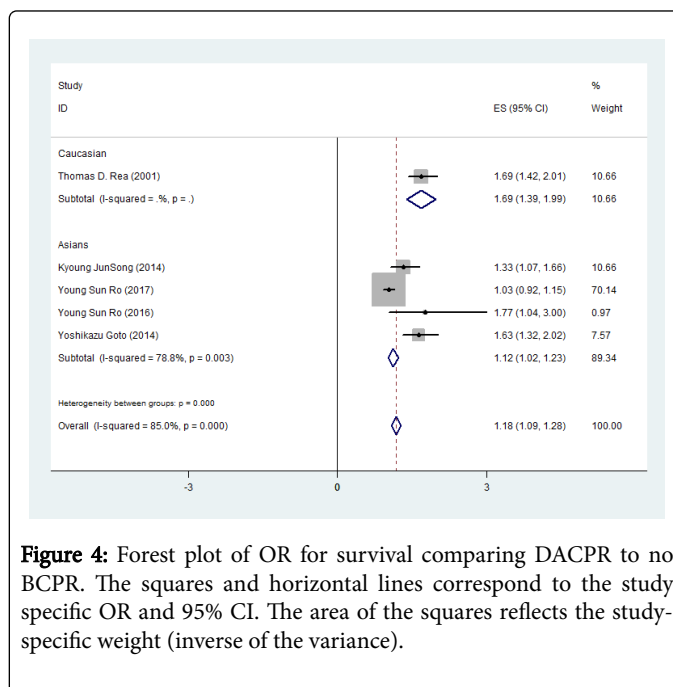 Study %
ID ES (95% CI) Weight
Caucasian
Thomas D. Rea (2001) 1.69 (1.42, 2.01) 10.66
Subtotal (I-squared = .%, p = .) 1.69 (1.39, 1.99) 10.66
Asians
Kyoung JunSong (2014) 1.33 (1.07, 1.66) 10.66
Young Sun Ro (2017) 1.03 (0.92, 1.15) 70.14
Young Sun Ro (2016) 1.77 (1.04, 3.00) 0.97
Yoshikazu Goto (2014) 1.63 (1.32, 2.02) 7.57
Subtotal (I-squared = 78.8%, p = 0.003) 1.12 (1.02, 1.23) 89.34
Heterogeneity between groups: p = 0.000
Overall (I-squared = 85.0%, p = 0.000) 1.18 (1.09, 1.28) 100.00
-3 0 3
Figure 4: Forest plot of OR for survival comparing DACPR to no
BCPR. The squares and horizontal lines correspond to the study
specific OR and 95% CI. The area of the squares reflects the study-
specific weight (inverse of the variance).